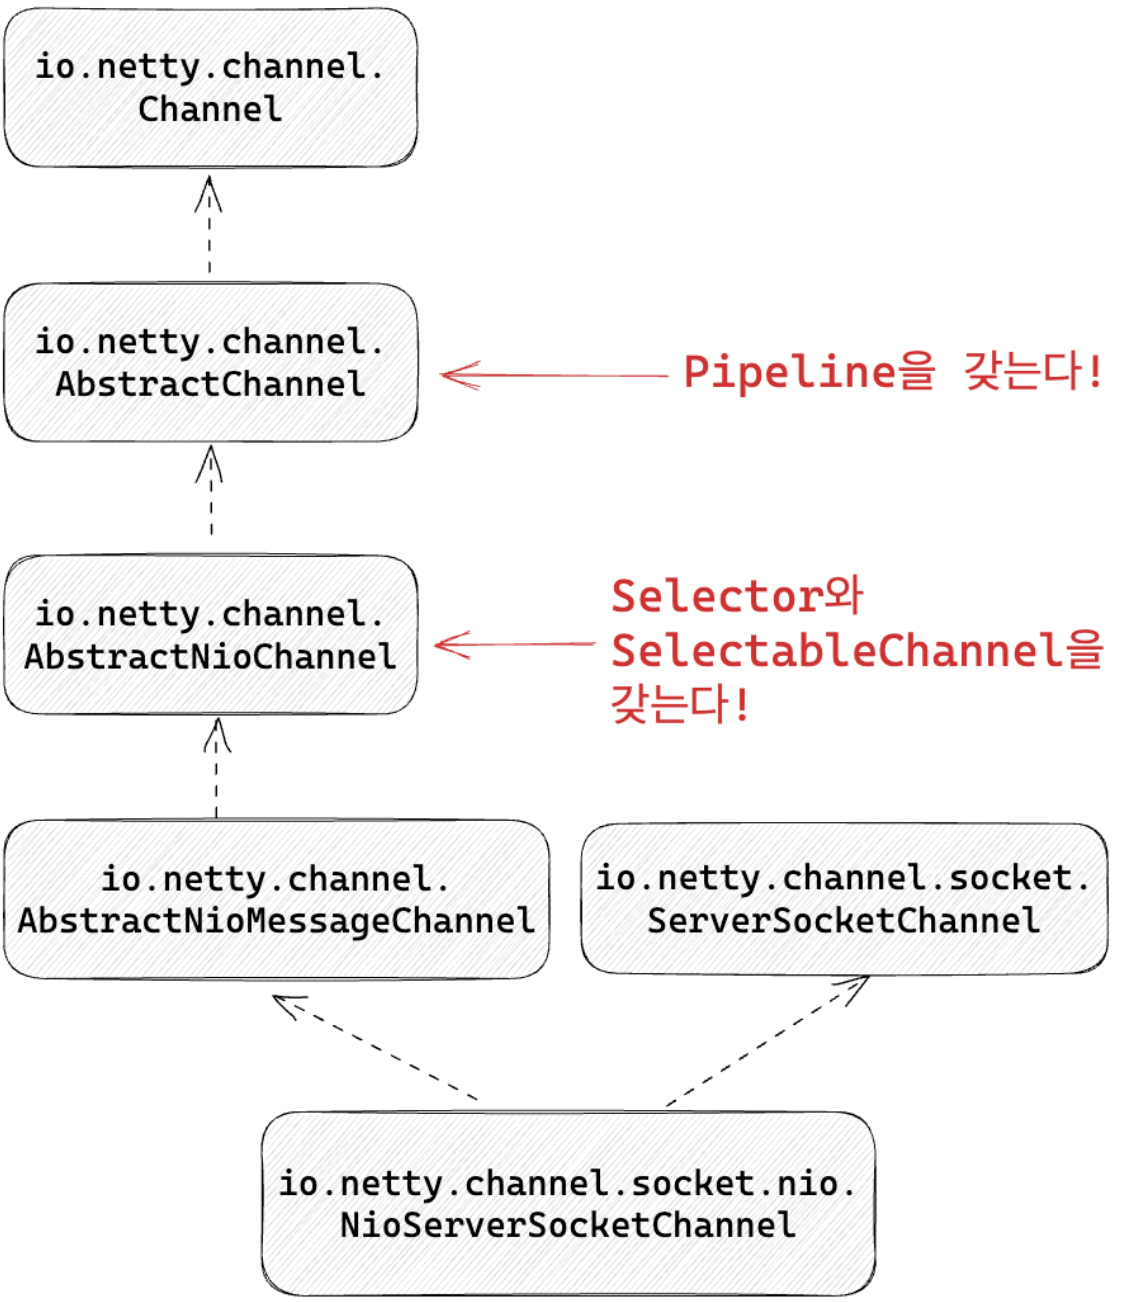 io.netty.channel.
Channel
io.netty.channel.
AbstractChannel
Pipeline을 갖는다!
io.netty.channel.
AbstractNioChannel
Selector와
SelectableChannel을
갖는다!
io.netty.channel.
AbstractNioMessageChannel
io.netty.channel.socket.
ServerSocketChannel
io.netty.channel.socket.nio.
NioServerSocketChannel